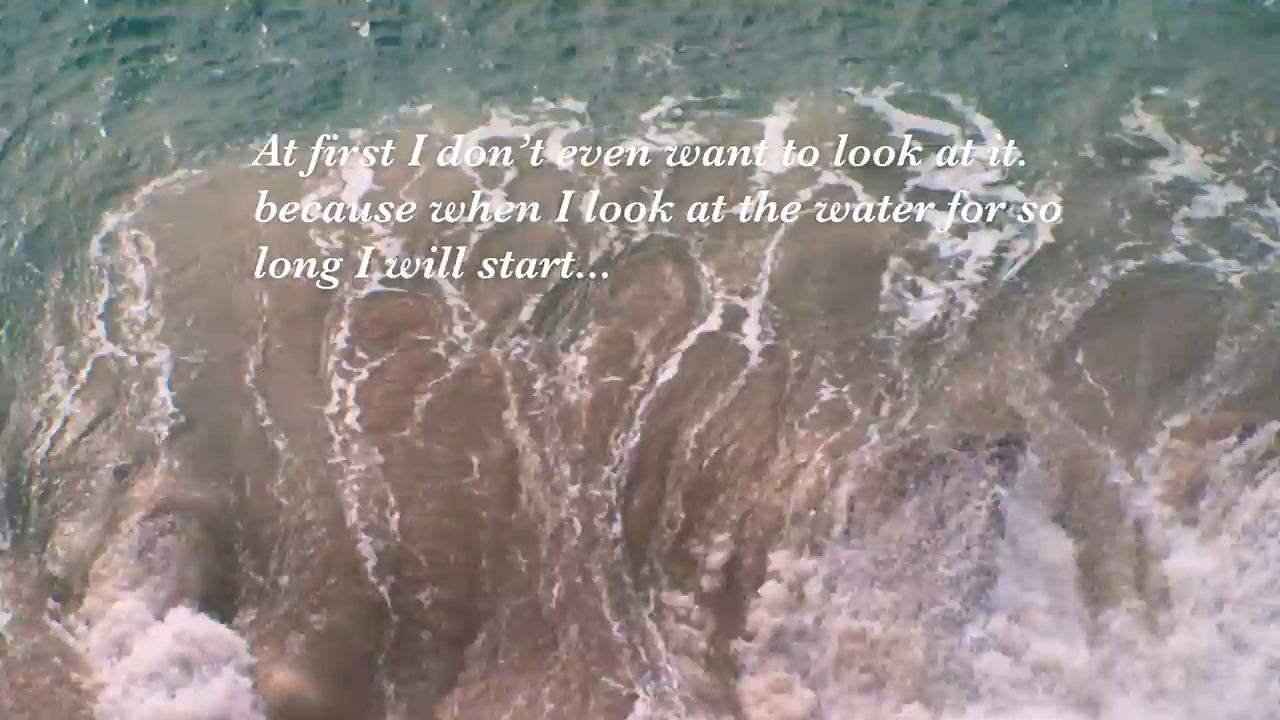 At first I don’t even want to look at it.
because when I look at the water for so
long I will start...